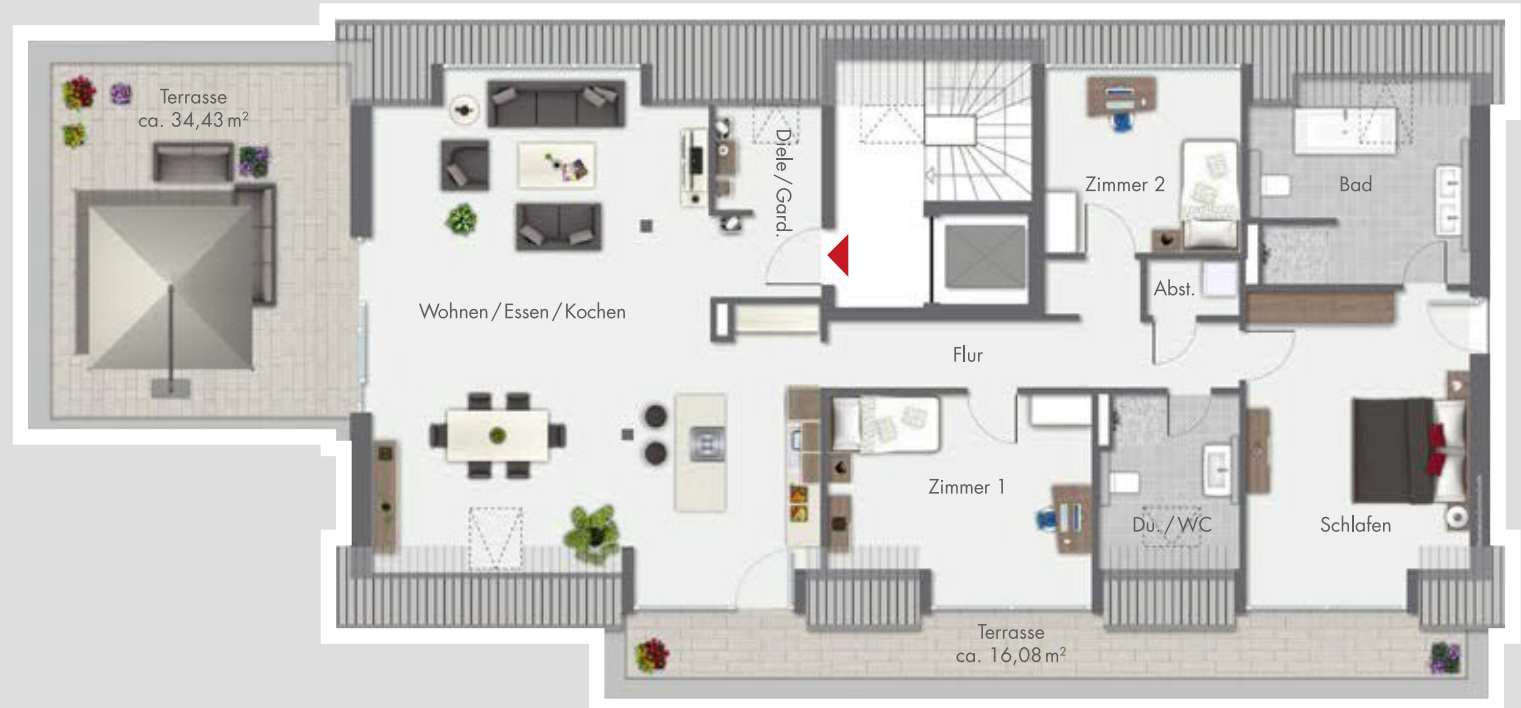 Terrasse
ca. 34,43 m²
Diele / Gard.
Zimmer 2
Bad
Abst.
Wohnen / Essen / Kochen
Flur
Zimmer 1
Du. / WC
Schlafen
Terrasse
ca. 16,08 m²